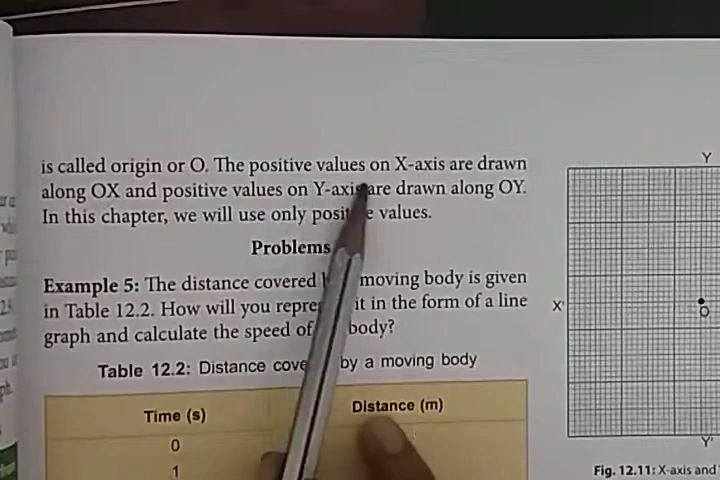 is called origin or O. The positive values on X-axis are drawn
along OX and positive values on Y-axis are drawn along OY.
In this chapter, we will use only values.
Problems
Example 5: The distance covered moving body is given
in Table 12.2. How will you it in the form of a line
graph and calculate the speed of body?
Table 12.2: Distance by a moving body
Time (s) Distance (m)
0
1
Y
X'
O
Y'
Fig. 12.11: X-axis and